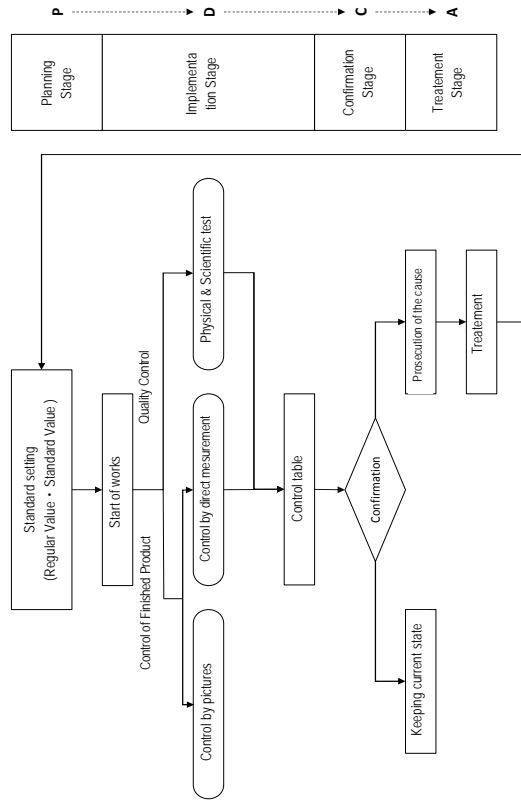 Planning
Stage
Implementa
tion Stage
Confirmation
Stage
Treatement
Stage
P
D
C
A
Standard setting
(Regular Value・Standard Value)
Start of works
Control of Finished Product
Quality Control
Control by pictures
Control by direct mesurement
Physical & Scientific test
Control table
Confirmation
Keeping current state
Prosecution of the cause
Treatement